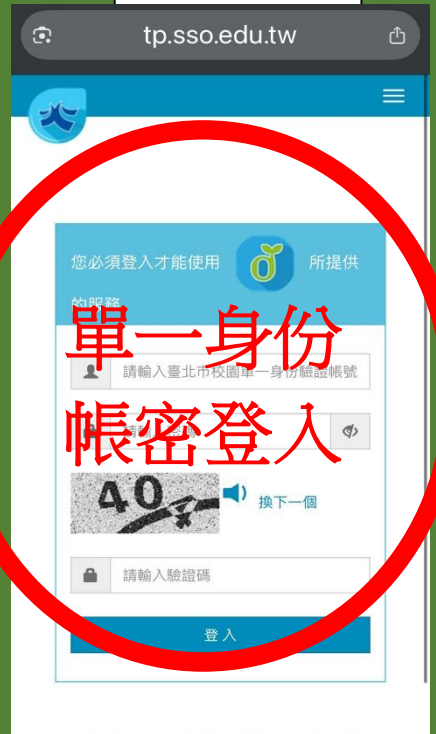 tp.sso.edu.tw
您必須登入才能使用 所提供
的服務
單一身份
請輸入臺北市校園單一身份驗證帳號
帳密登入
換下一個
請輸入驗證碼
登入